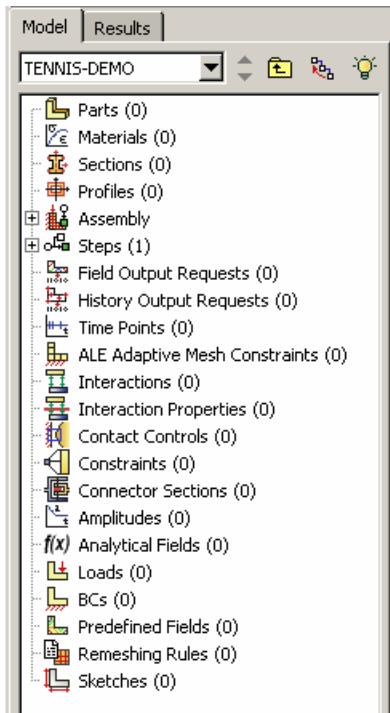 Model Results
TENNIS-DEMO
Parts (0)
Materials (0)
Sections (0)
Profiles (0)
Assembly
Steps (1)
Field Output Requests (0)
History Output Requests (0)
Time Points (0)
ALE Adaptive Mesh Constraints (0)
Interactions (0)
Interaction Properties (0)
Contact Controls (0)
Constraints (0)
Connector Sections (0)
Amplitudes (0)
f(x) Analytical Fields (0)
Loads (0)
BCs (0)
Predefined Fields (0)
Remeshing Rules (0)
Sketches (0)